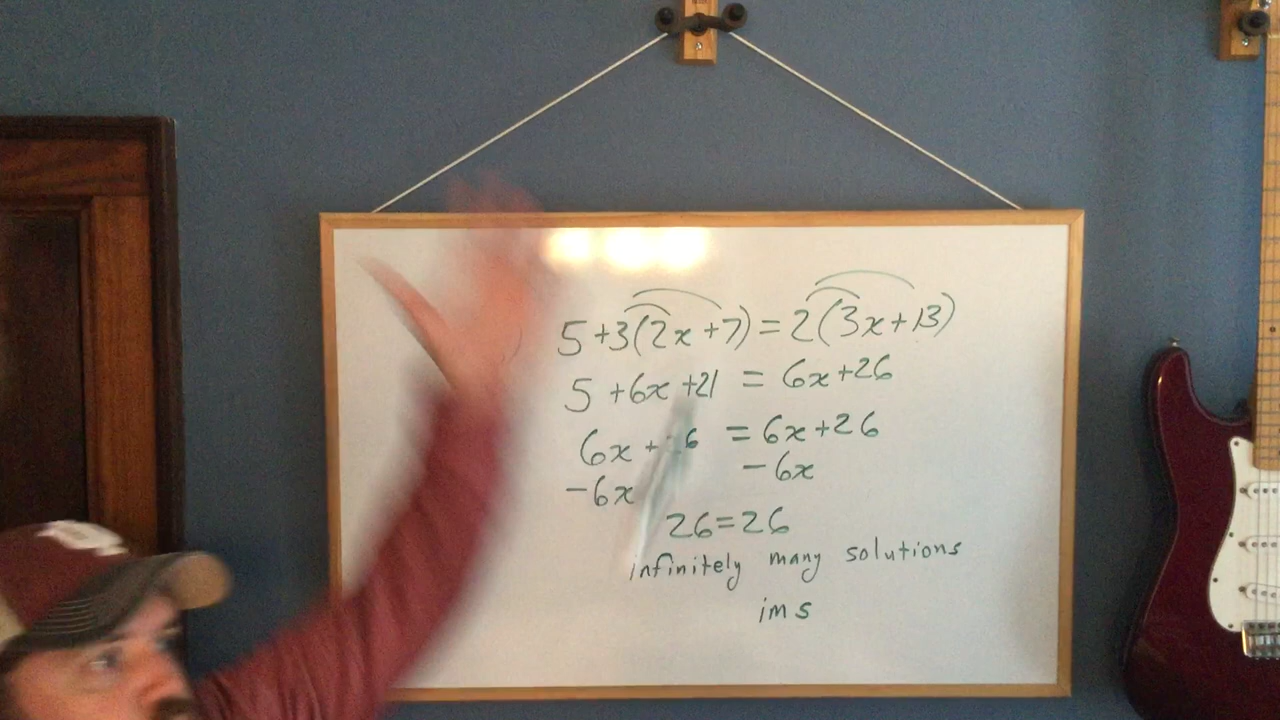 5+3(2x+7)=2(3x+13)
5+6x+21 = 6x+26
6x+ 6 = 6x+26
-6x -6x
26=26
infinitely many solutions
ims